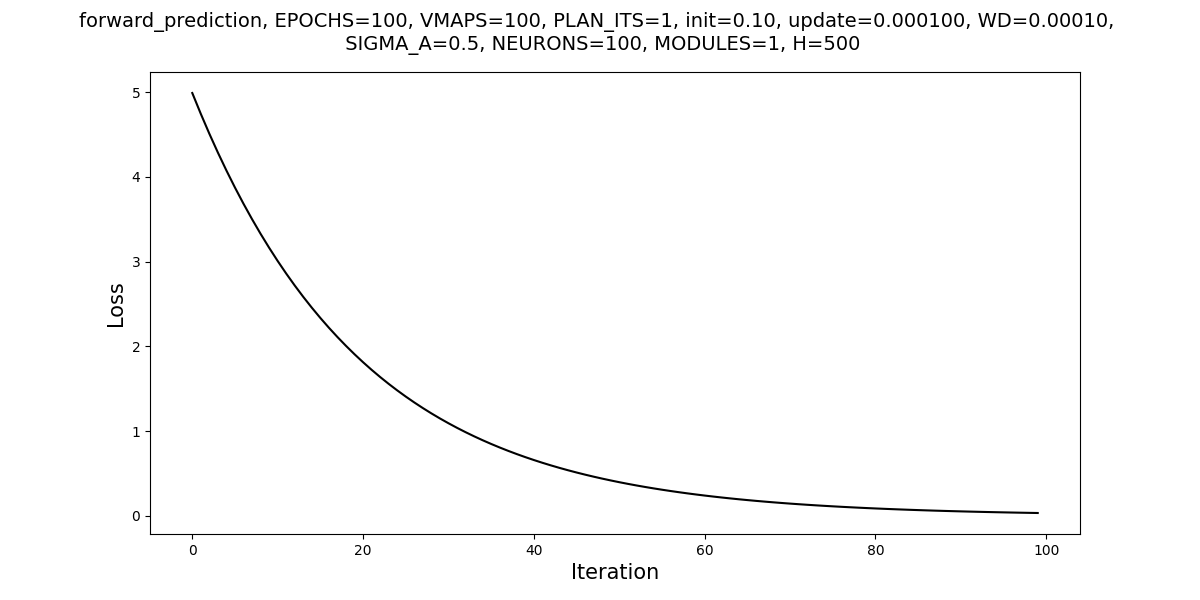 forward_prediction, EPOCHS=100, VMAPS=100, PLAN_ITS=1, init=0.10, update=0.000100, WD=0.00010,
SIGMA_A=0.5, NEURONS=100, MODULES=1, H=500
5
4
3
2
1
0
Loss
0 20 40 60 80 100
Iteration